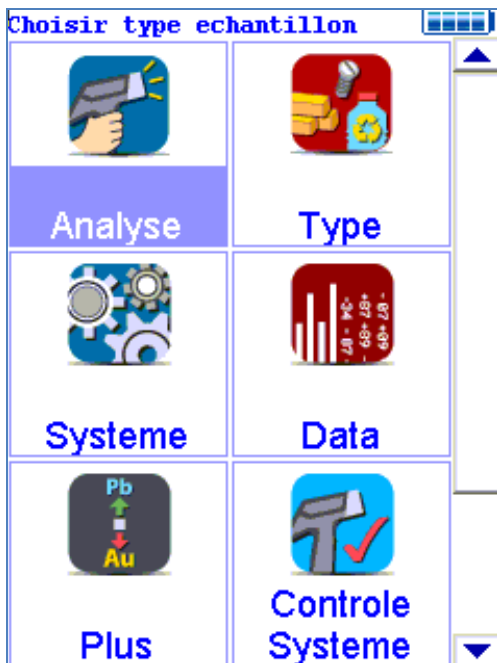 Choisir type echantillon
Analyse
Type
Systeme
Data
Pb
Au
Plus
Controle
Systeme